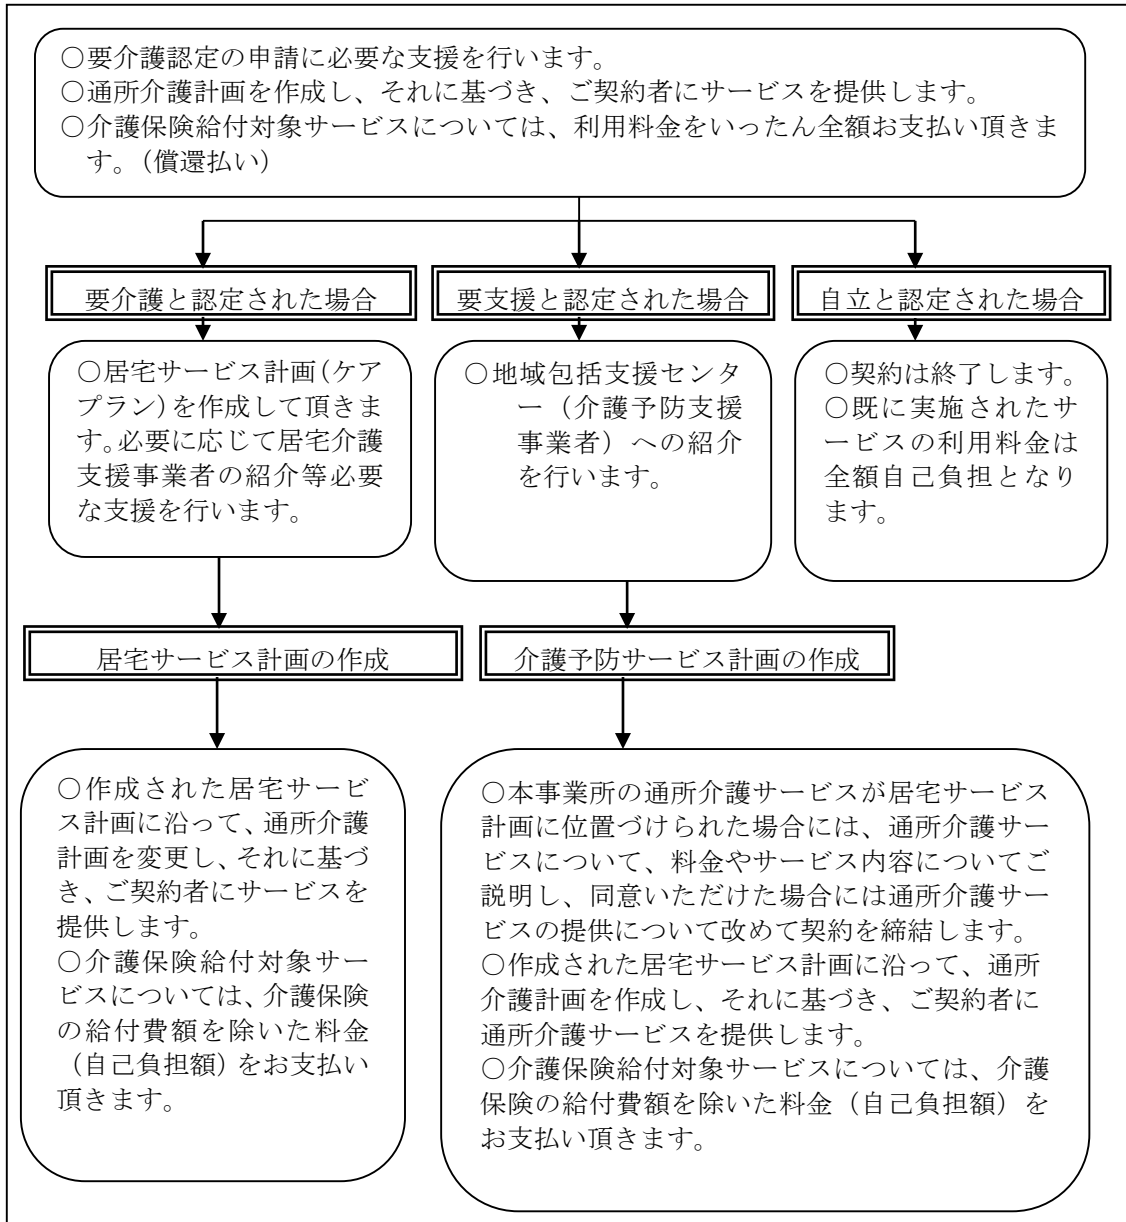 ○要介護認定の申請に必要な支援を行います。
○通所介護計画を作成し、それに基づき、ご契約者にサービスを提供します。
○介護保険給付対象サービスについては、利用料金をいったん全額お支払い頂きま
す。（償還払い）
要介護と認定された場合
要支援と認定された場合
自立と認定された場合
○居宅サービス計画（ケア
プラン）を作成して頂きま
す。必要に応じて居宅介護
支援事業者の紹介等必要
な支援を行います。
○地域包括支援センタ
ー（介護予防支援
事業者）への紹介
を行います。
○契約は終了します。
○既に実施されたサ
ービスの利用料金は
全額自己負担となり
ます。
居宅サービス計画の作成
介護予防サービス計画の作成
○作成された居宅サービ
ス計画に沿って、通所介護
計画を変更し、それに基づ
き、ご契約者にサービスを
提供します。
○介護保険給付対象サー
ビスについては、介護保険
の給付費額を除いた料金
（自己負担額）をお支払い
頂きます。
○本事業所の通所介護サービスが居宅サービス
計画に位置づけられた場合には、通所介護サー
ビスについて、料金やサービス内容についてご
説明し、同意いただけた場合には通所介護サー
ビスの提供について改めて契約を締結します。
○作成された居宅サービス計画に沿って、通所
介護計画を作成し、それに基づき、ご契約者に
通所介護サービスを提供します。
○介護保険給付対象サービスについては、介護
保険の給付費額を除いた料金（自己負担額）を
お支払い頂きます。